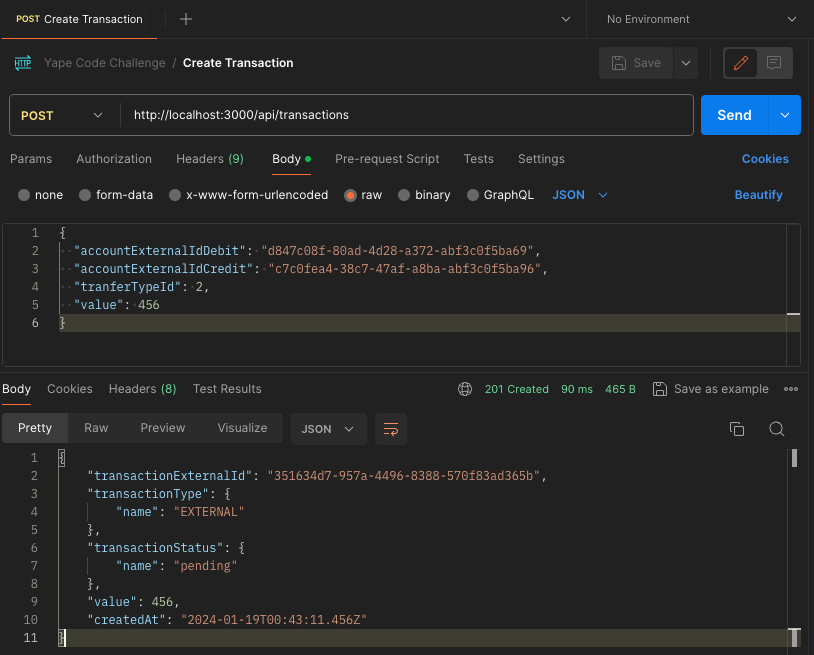 POST Create Transaction
No Environment
HTTP Yape Code Challenge / Create Transaction
Save
POST http://localhost:3000/api/transactions
Send
Params Authorization Headers (9) Body Pre-request Script Tests Settings Cookies
none form-data x-www-form-urlencoded raw binary GraphQL JSON Beautify
1 {
2 "accountExternalIdDebit": "d847c08f-80ad-4d28-a372-abf3c0f5ba69",
3 "accountExternalIdCredit": "c7c0fea4-38c7-47af-a8ba-abf3c0f5ba96",
4 "tranferTypeId": 2,
5 "value": 456
6 }
Body Cookies Headers (8) Test Results 201 Created 90 ms 465 B Save as example
Pretty Raw Preview Visualize JSON
1 {
2 "transactionExternalId": "351634d7-957a-4496-8388-570f83ad365b",
3 "transactionType": {
4 "name": "EXTERNAL"
5 },
6 "transactionStatus": {
7 "name": "pending"
8 },
9 "value": 456,
10 "createdAt": "2024-01-19T00:43:11.456Z"
11 }